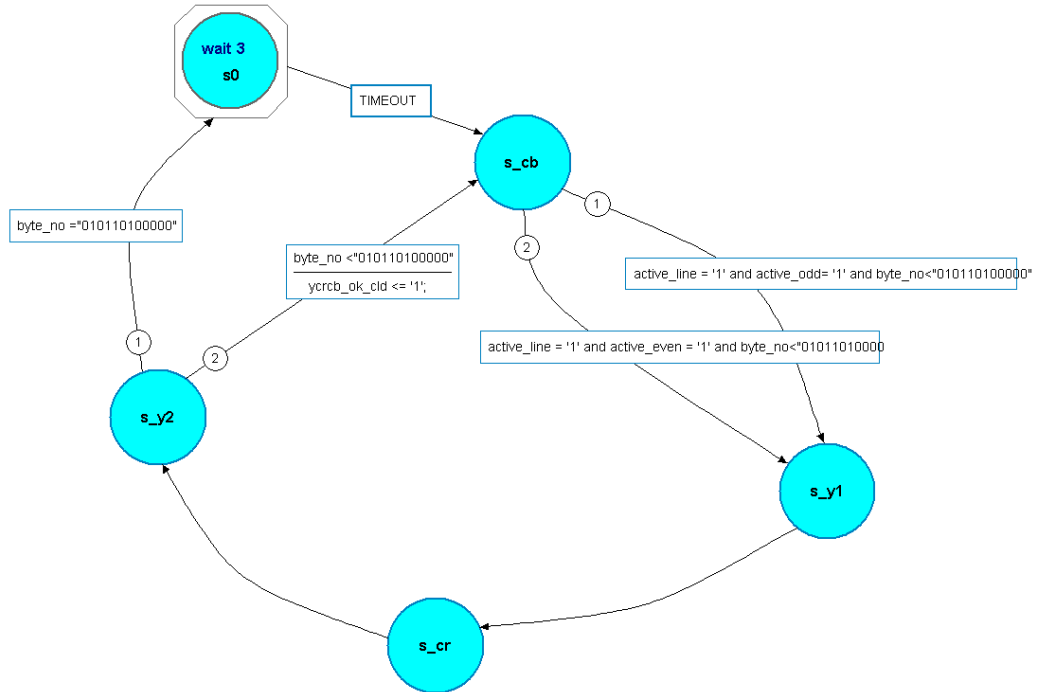 wait 3
s0
TIMEOUT
s_cb
1
2
byte_no ="010110100000"
byte_no <"010110100000"
ycrcb_ok_cld <= '1';
active_line = '1' and active_odd= '1' and byte_no<"010110100000"
active_line = '1' and active_even = '1' and byte_no<"01011010000
1
2
s_y2
s_y1
s_cr